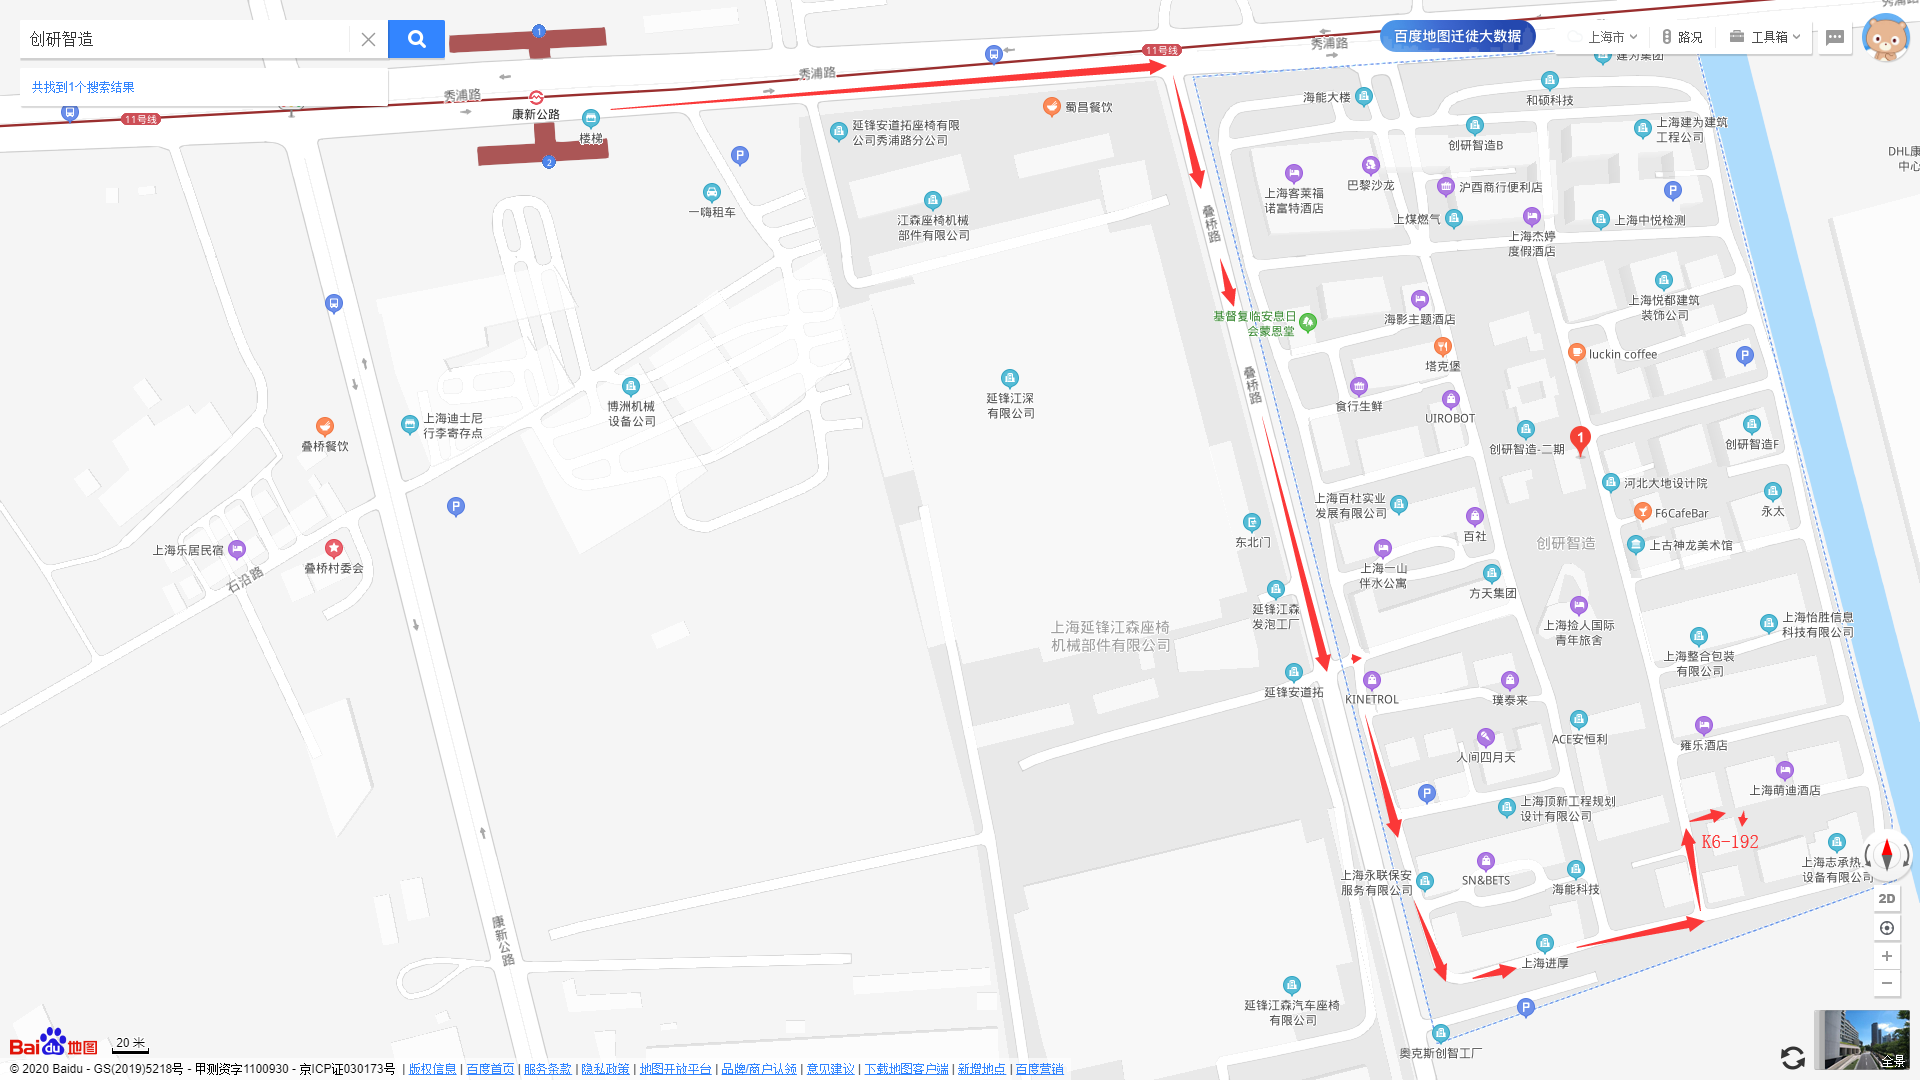 创研智造
共找到1个搜索结果
百度地图迁徙大数据
上海市
路况
工具箱
秀浦路
秀浦路
秀浦路
11号线
11号线
1
康新公路
2
楼梯
建为集团
海能大楼
和硕科技
蜀昌餐饮
延锋安道拓座椅有限
公司秀浦路分公司
创研智造B
上海建为建筑
工程公司
上海客莱福
诺富特酒店
巴黎沙龙
沪酉商行便利店
P
P
一嗨租车
江森座椅机械
部件有限公司
叠桥路
上煤燃气
上海杰婷
度假酒店
上海中悦检测
上海悦都建筑
装饰公司
基督复临安息日
会蒙恩堂
海影主题酒店
塔克堡
luckin coffee
P
博洲机械
设备公司
延锋江深
有限公司
叠桥路
食行生鲜
UIROBOT
上海迪士尼
行李寄存点
叠桥餐饮
创研智造-二期
1
创研智造F
河北大地设计院
P
上海百杜实业
发展有限公司
F6CafeBar
永太
东北门
百社
创研智造
上古神龙美术馆
上海乐居民宿
叠桥村委会
石沿路
上海一山
伴水公寓
方天集团
延锋江森
发泡工厂
上海捡人国际
青年旅舍
上海怡胜信息
科技有限公司
上海延锋江森座椅
机械部件有限公司
上海整合包装
有限公司
延锋安道拓
KINETROL
璞泰来
ACE安恒利
雍乐酒店
人间四月天
上海萌迪酒店
P
上海顶新工程规划
设计有限公司
K6-192
上海永联保安
服务有限公司
SN&BETS
海能科技
上海志承热
设备有限公司
康新公路
上海进厚
2D
延锋江森汽车座椅
有限公司
P
奥克斯创智工厂
Bai du 地图
20 米
全景
© 2020 Baidu - GS(2019)5218号 - 甲测资字1100930 - 京ICP证030173号 | 版权信息 | 百度首页 | 服务条款 | 隐私政策 | 地图开放平台 | 品牌/商户认领 | 意见建议 | 下载地图客户端 | 新增地点 | 百度营销